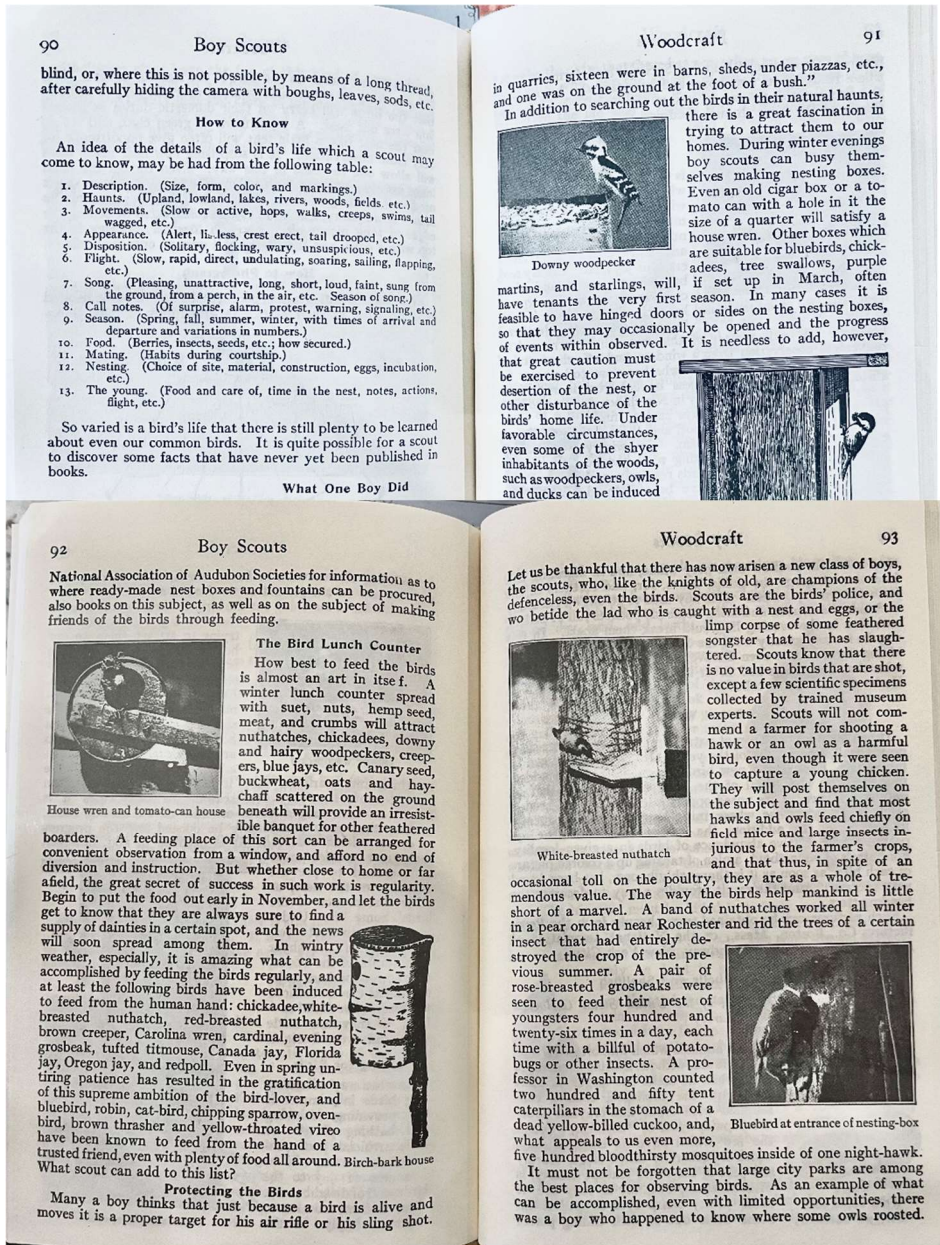 90 Boy Scouts
blind, or, where this is not possible, by means of a long thread,
after carefully hiding the camera with boughs, leaves, sods, etc.
How to Know
An idea of the details of a bird's life which a scout may
come to know, may be had from the following table:
1. Description. (Size, form, color, and markings.)
2. Haunts. (Upland, lowland, lakes, rivers, woods, fields, etc.)
3. Movements. (Slow or active, hops, walks, creeps, swims, tail
wagged, etc.)
4. Appearance. (Alert, listless, crest erect, tail drooped, etc.)
5. Disposition. (Solitary, flocking, wary, unsuspicious, etc.)
6. Flight. (Slow, rapid, direct, undulating, soaring, sailing, flapping,
etc.)
7. Song. (Pleasing, unattractive, long, short, loud, faint, sung from
the ground, from a perch, in the air, etc. Season of song.)
8. Call notes. (Of surprise, alarm, protest, warning, signaling, etc.)
9. Season. (Spring, fall, summer, winter, with times of arrival and
departure and variations in numbers.)
10. Food. (Berries, insects, seeds, etc.; how secured.)
11. Mating. (Habits during courtship.)
12. Nesting. (Choice of site, material, construction, eggs, incubation,
etc.)
13. The young. (Food and care of, time in the nest, notes, actions,
flight, etc.)
So varied is a bird's life that there is still plenty to be learned
about even our common birds. It is quite possible for a scout
to discover some facts that have never yet been published in
books.
What One Boy Did
Woodcraft 91
in quarries, sixteen were in barns, sheds, under piazzas, etc.,
and one was on the ground at the foot of a bush."
In addition to searching out the birds in their natural haunts,
there is a great fascination in
trying to attract them to our
homes. During winter evenings
boy scouts can busy them-
selves making nesting boxes.
Even an old cigar box or a to-
mato can with a hole in it the
size of a quarter will satisfy a
house wren. Other boxes which
are suitable for bluebirds, chick-
adees, tree swallows, purple
Downy woodpecker
martins, and starlings, will, if set up in March, often
have tenants the very first season. In many cases it is
feasible to have hinged doors or sides on the nesting boxes,
so that they may occasionally be opened and the progress
of events within observed. It is needless to add, however,
that great caution must
be exercised to prevent
desertion of the nest, or
other disturbance of the
birds' home life. Under
favorable circumstances,
even some of the shyer
inhabitants of the woods,
such as woodpeckers, owls,
and ducks can be induced
92 Boy Scouts
National Association of Audubon Societies for information as to
where ready-made nest boxes and fountains can be procured,
also books on this subject, as well as on the subject of making
friends of the birds through feeding.
The Bird Lunch Counter
How best to feed the birds
is almost an art in itse f. A
winter lunch counter spread
with suet, nuts, hemp seed,
meat, and crumbs will attract
nuthatches, chickadees, downy
and hairy woodpeckers, creep-
ers, blue jays, etc. Canary seed,
buckwheat, oats and hay-
chaff scattered on the ground
beneath will provide an irresist-
ible banquet for other feathered
House wren and tomato-can house
boarders. A feeding place of this sort can be arranged for
convenient observation from a window, and afford no end of
diversion and instruction. But whether close to home or far
afield, the great secret of success in such work is regularity.
Begin to put the food out early in November, and let the birds
get to know that they are always sure to find a
supply of dainties in a certain spot, and the news
will soon spread among them. In wintry
weather, especially, it is amazing what can be
accomplished by feeding the birds regularly, and
at least the following birds have been induced
to feed from the human hand: chickadee, white-
breasted nuthatch, red-breasted nuthatch,
brown creeper, Carolina wren, cardinal, evening
grosbeak, tufted titmouse, Canada jay, Florida
jay, Oregon jay, and redpoll. Even in spring un-
tiring patience has resulted in the gratification
of this supreme ambition of the bird-lover, and
bluebird, robin, cat-bird, chipping sparrow, oven-
bird, brown thrasher and yellow-throated vireo
have been known to feed from the hand of a
trusted friend, even with plenty of food all around. Birch-bark house
What scout can add to this list?
Protecting the Birds
Many a boy thinks that just because a bird is alive and
moves it is a proper target for his air rifle or his sling shot.
Woodcraft 93
Let us be thankful that there has now arisen a new class of boys,
the scouts, who, like the knights of old, are champions of the
defenceless, even the birds. Scouts are the birds' police, and
wo betide the lad who is caught with a nest and eggs, or the
limp corpse of some feathered
songster that he has slaugh-
tered. Scouts know that there
is no value in birds that are shot,
except a few scientific specimens
collected by trained museum
experts. Scouts will not com-
mend a farmer for shooting a
hawk or an owl as a harmful
bird, even though it were seen
to capture a young chicken.
They will post themselves on
the subject and find that most
hawks and owls feed chiefly on
field mice and large insects in-
jurious to the farmer's crops,
and that thus, in spite of an
White-breasted nuthatch
occasional toll on the poultry, they are as a whole of tre-
mendous value. The way the birds help mankind is little
short of a marvel. A band of nuthatches worked all winter
in a pear orchard near Rochester and rid the trees of a certain
insect that had entirely de-
stroyed the crop of the pre-
vious summer. A pair of
rose-breasted grosbeaks were
seen to feed their nest of
youngsters four hundred and
twenty-six times in a day, each
time with a billful of potato-
bugs or other insects. A pro-
fessor in Washington counted
two hundred and fifty tent
caterpillars in the stomach of a
dead yellow-billed cuckoo, and,
what appeals to us even more,
Bluebird at entrance of nesting-box
five hundred bloodthirsty mosquitoes inside of one night-hawk.
It must not be forgotten that large city parks are among
the best places for observing birds. As an example of what
can be accomplished, even with limited opportunities, there
was a boy who happened to know where some owls roosted.